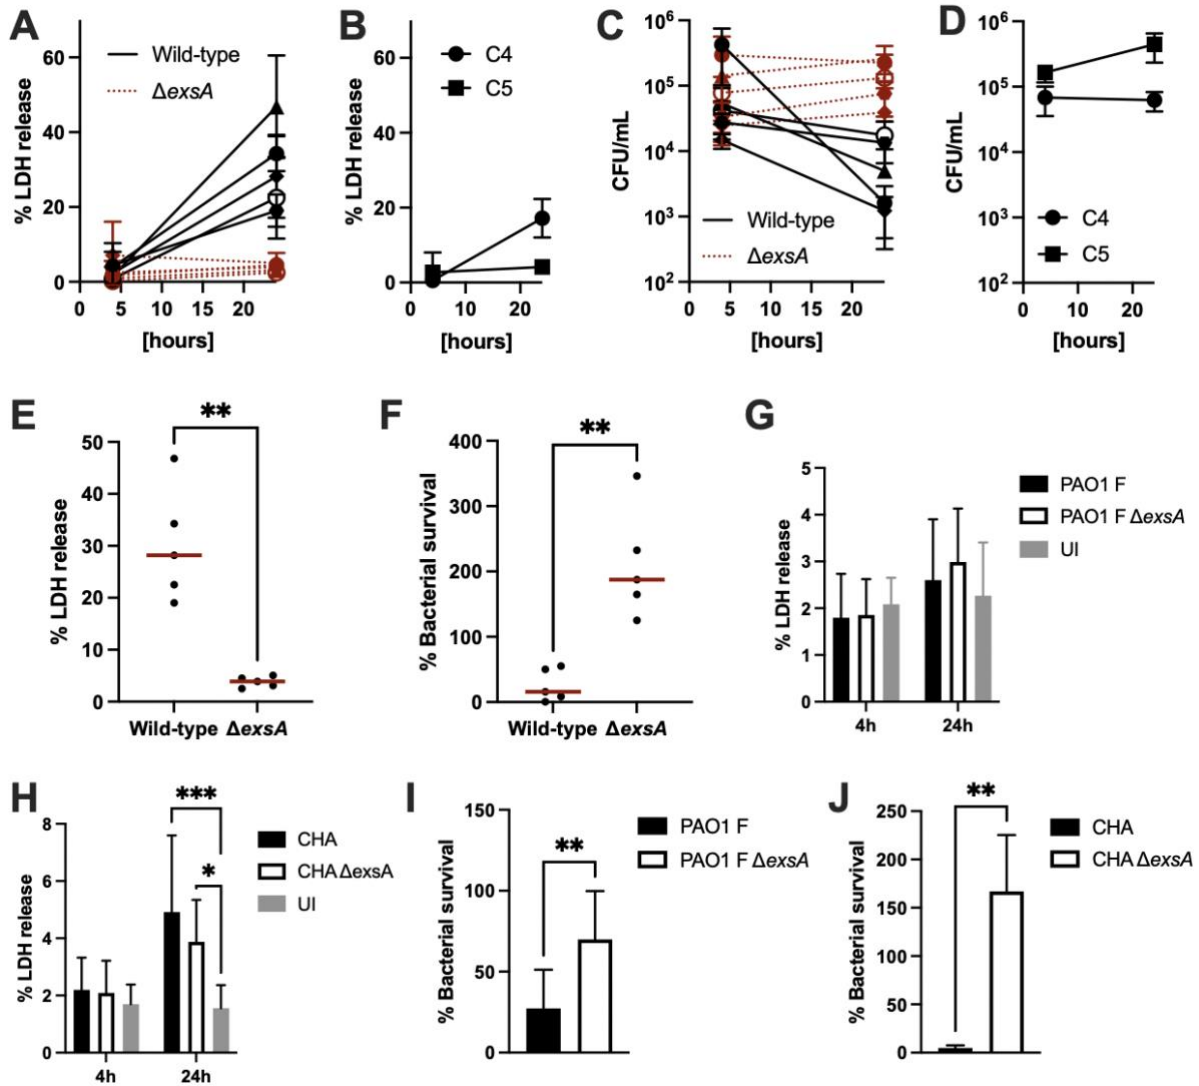 A
% LDH release
60
40
20
0
0 5 10 15 20
[hours]
Wild-type
ΔexsA
B
% LDH release
60
40
20
0
0 10 20
[hours]
C4
C5
C
CFU/mL
10⁶
10⁵
10⁴
10³
10²
0 5 10 15 20
[hours]
Wild-type
ΔexsA
D
CFU/mL
10⁶
10⁵
10⁴
10³
10²
0 10 20
[hours]
C4
C5
E
**
% LDH release
50
40
30
20
10
0
Wild-type ΔexsA
F
**
% Bacterial survival
400
300
200
100
0
Wild-type ΔexsA
G
% LDH release
5
4
3
2
1
0
4h 24h
PAO1 F
PAO1 F ΔexsA
UI
H
***
*
% LDH release
8
6
4
2
0
4h 24h
CHA
CHA ΔexsA
UI
I
**
% Bacterial survival
150
100
50
0
PAO1 F
PAO1 F ΔexsA
J
**
% Bacterial survival
250
200
150
100
50
0
CHA
CHA ΔexsA